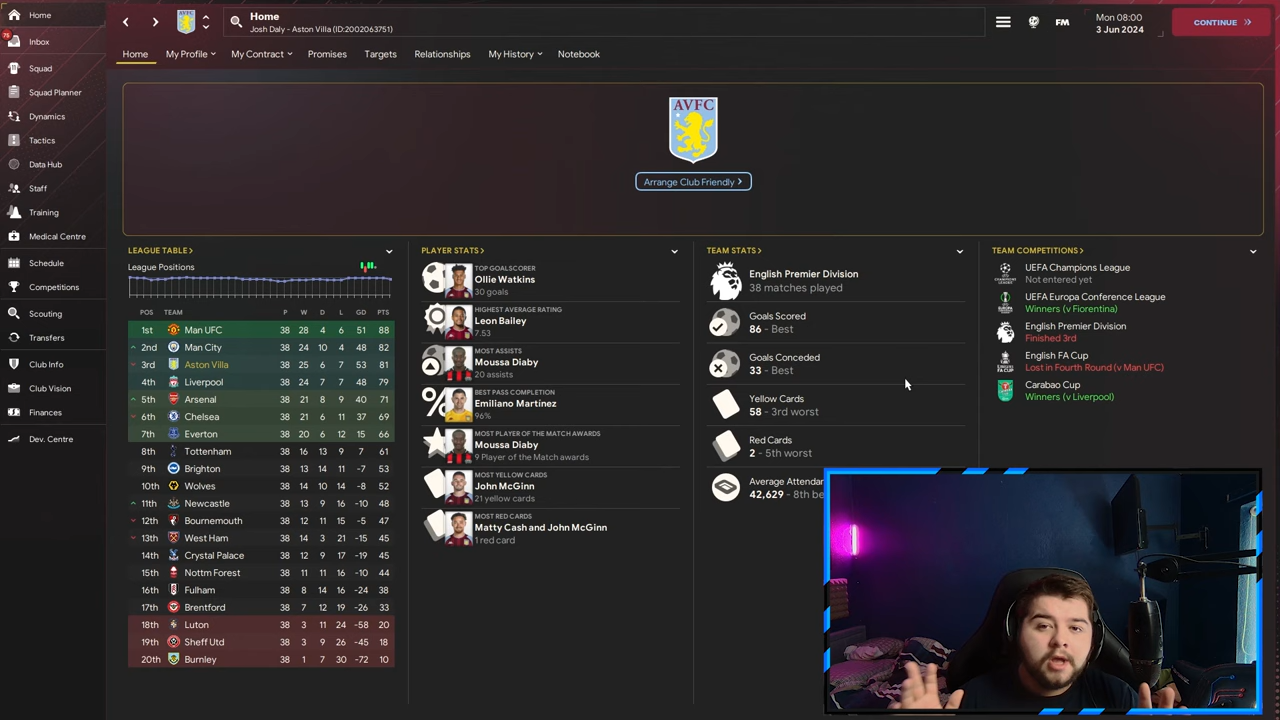 Home
Inbox
75
Squad
Squad Planner
Dynamics
Tactics
Data Hub
Staff
Training
Medical Centre
Schedule
Competitions
Scouting
Transfers
Club Info
Club Vision
Finances
Dev. Centre
Home
Josh Daly - Aston Villa (ID:2002063751)
FM
Mon 08:00
3 Jun 2024
CONTINUE
Home
My Profile
My Contract
Promises
Targets
Relationships
My History
Notebook
AVFC
Arrange Club Friendly >
LEAGUE TABLE >
League Positions
POS TEAM P W D L GD PTS
1st Man UFC 38 28 4 6 51 88
2nd Man City 38 24 10 4 48 82
3rd Aston Villa 38 25 6 7 53 81
4th Liverpool 38 24 7 7 48 79
5th Arsenal 38 21 8 9 40 71
6th Chelsea 38 21 6 11 37 69
7th Everton 38 20 6 12 15 66
8th Tottenham 38 16 13 9 7 61
9th Brighton 38 13 14 11 -7 53
10th Wolves 38 14 10 14 -8 52
11th Newcastle 38 13 9 16 -10 48
12th Bournemouth 38 12 11 15 -5 47
13th West Ham 38 14 3 21 -15 45
14th Crystal Palace 38 12 9 17 -19 45
15th Nottm Forest 38 11 11 16 -10 44
16th Fulham 38 8 14 16 -24 38
17th Brentford 38 7 12 19 -26 33
18th Luton 38 3 11 24 -58 20
19th Sheff Utd 38 3 9 26 -45 18
20th Burnley 38 1 7 30 -72 10
PLAYER STATS >
TOP GOALSCORER
Ollie Watkins
30 goals
HIGHEST AVERAGE RATING
Leon Bailey
7.53
MOST ASSISTS
Moussa Diaby
20 assists
BEST PASS COMPLETION
Emiliano Martínez
96%
MOST PLAYER OF THE MATCH AWARDS
Moussa Diaby
9 Player of the Match awards
MOST YELLOW CARDS
John McGinn
21 yellow cards
MOST RED CARDS
Matty Cash and John McGinn
1 red card
TEAM STATS >
English Premier Division
38 matches played
Goals Scored
86 - Best
Goals Conceded
33 - Best
Yellow Cards
58 - 3rd worst
Red Cards
2 - 5th worst
Average Attendan
42,629 - 8th be
TEAM COMPETITIONS >
UEFA Champions League
Not entered yet
UEFA Europa Conference League
Winners (v Fiorentina)
English Premier Division
Finished 3rd
English FA Cup
Lost in Fourth Round (v Man UFC)
Carabao Cup
Winners (v Liverpool)